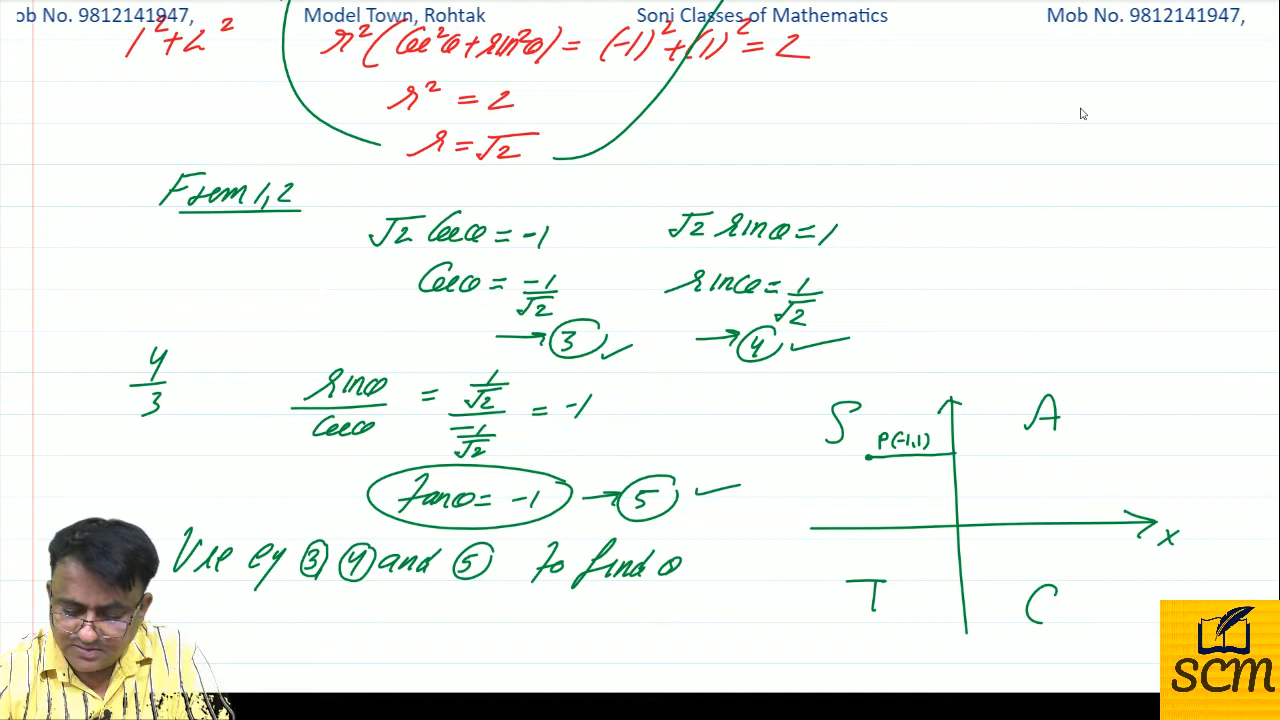 ob No. 9812141947, Model Town, Rohtak Soni Classes of Mathematics Mob No. 9812141947,
1² + 2² r²(Cosθ² + sin²θ) = (-1)² + (1)² = 2
r² = 2
r = √2
From 1, 2
√2 Cosθ = -1 √2 sinθ = 1
Cosθ = -1/√2 sinθ = 1/√2
→ ③ ✓ → ④ ✓
4/3 sinθ/Cosθ = (1/√2)/(-1/√2) = -1
tanθ = -1 → ⑤ ✓
Use eq ③ ④ and ⑤ to find θ
S A
P(-1,1)
x
T C
SCM